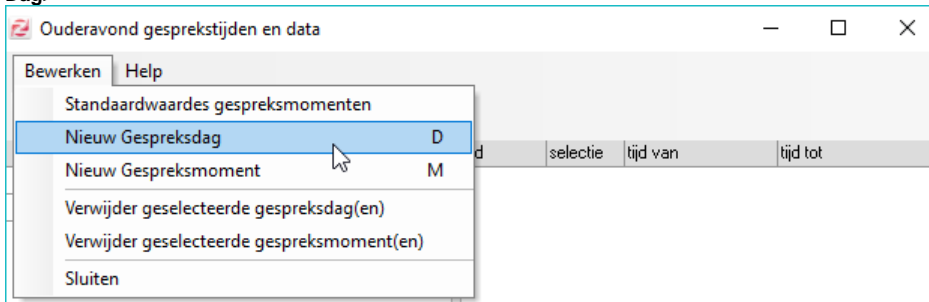 Dag.
Ouderavond gesprekstijden en data
Bewerken Help
Standaardwaardes gespreksmomenten
Nieuw Gespreksdag D
d selectie tijd van tijd tot
Nieuw Gespreksmoment M
Verwijder geselecteerde gespreksdag(en)
Verwijder geselecteerde gespreksmoment(en)
Sluiten